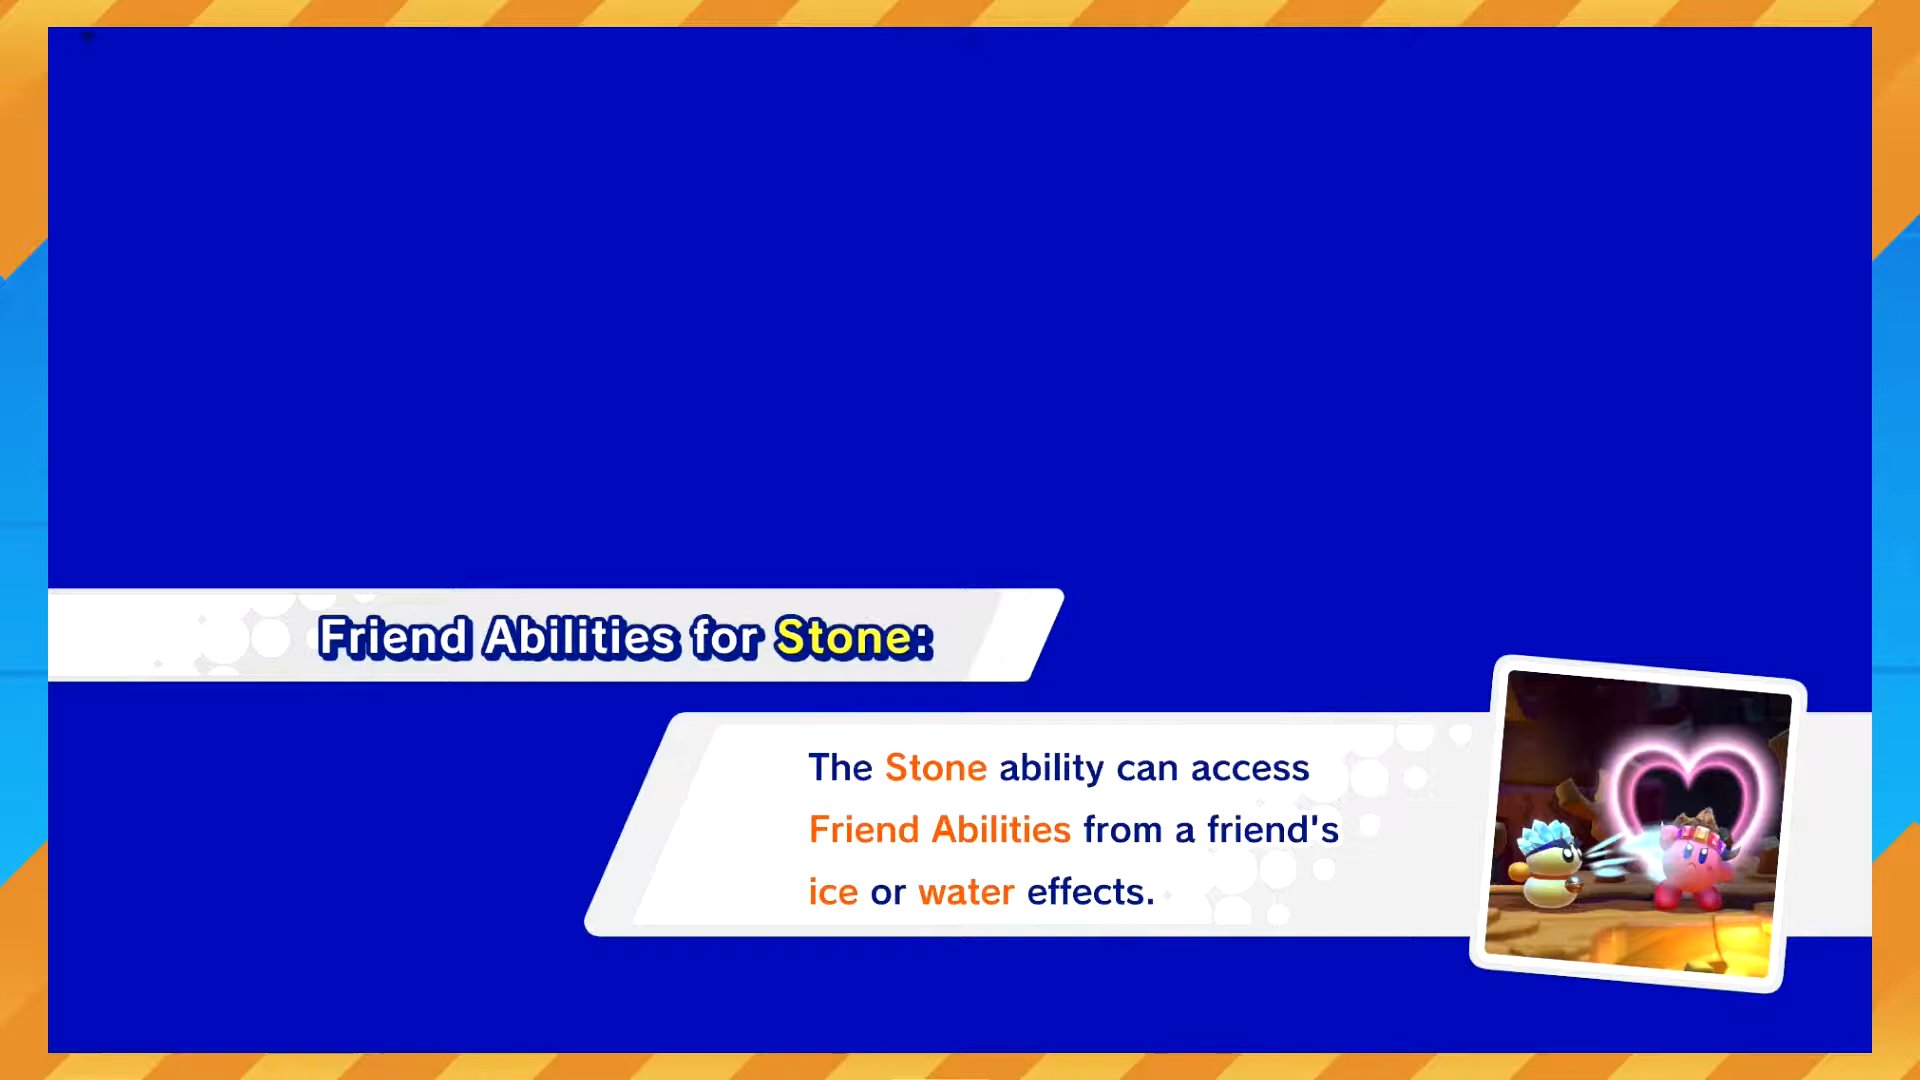 Friend Abilities for Stone:
The Stone ability can access
Friend Abilities from a friend's
ice or water effects.